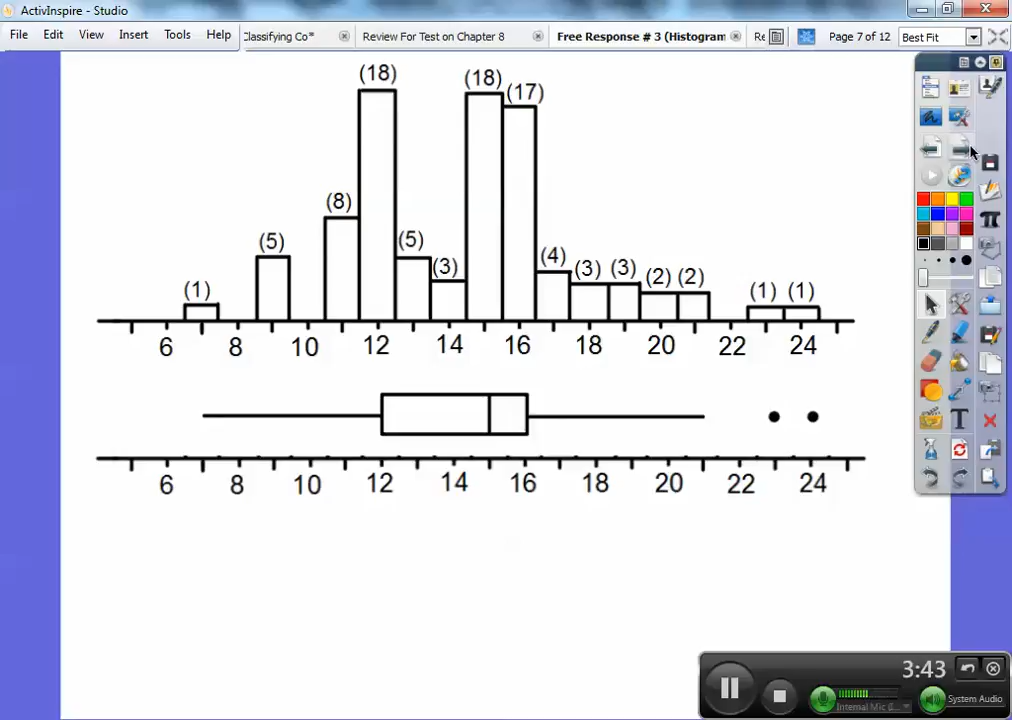 ActivInspire - Studio
File Edit View Insert Tools Help
Classifying Co* Review For Test on Chapter 8 Free Response # 3 (Histogram Re Page 7 of 12 Best Fit
(18) (18) (17)
(8)
(5) (5)
(3) (4) (3) (3) (2) (2)
(1) (1) (1)
6 8 10 12 14 16 18 20 22 24
6 8 10 12 14 16 18 20 22 24
3:43
Internal Mic (I...
System Audio